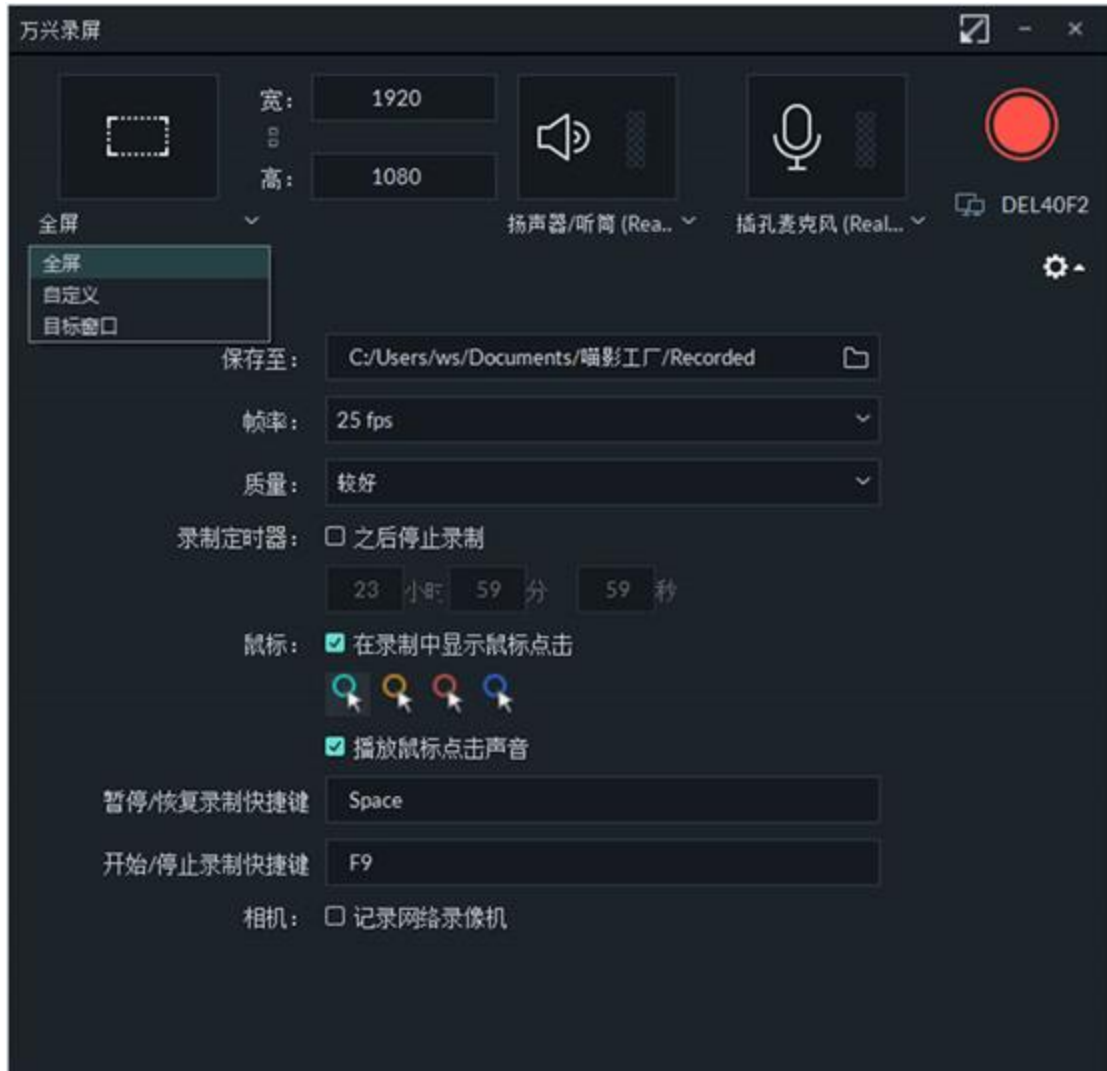 万兴录屏
宽： 1920
高： 1080
全屏
扬声器/听筒 (Rea..
插孔麦克风 (Real...
DEL40F2
全屏
自定义
目标窗口
保存至： C:/Users/ws/Documents/喵影工厂/Recorded
帧率： 25 fps
质量： 较好
录制定时器： 之后停止录制
23 小时 59 分 59 秒
鼠标： 在录制中显示鼠标点击
播放鼠标点击声音
暂停/恢复录制快捷键 Space
开始/停止录制快捷键 F9
相机： 记录网络录像机